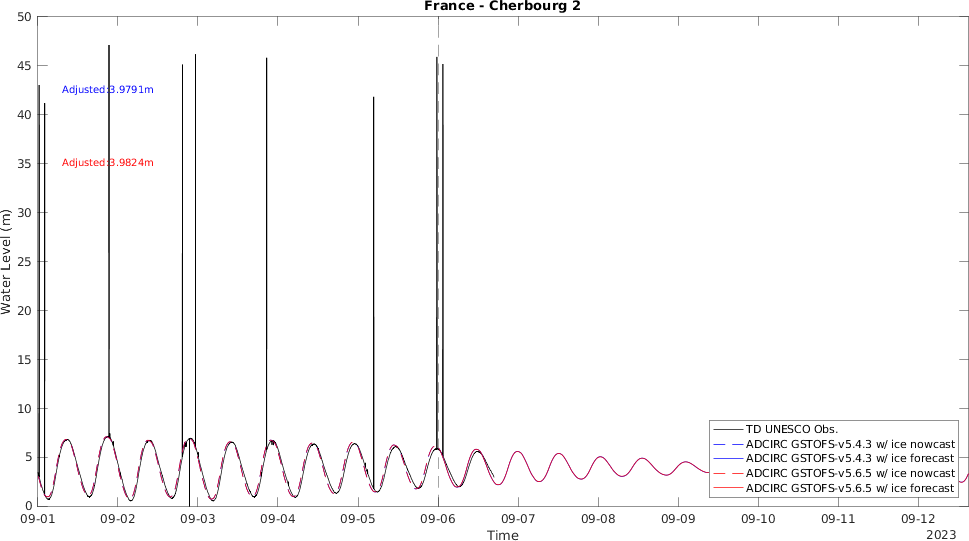 France - Cherbourg 2
50
45
40
35
30
25
20
15
10
5
0
Water Level (m)
Adjusted:3.9791m
Adjusted:3.9824m
TD UNESCO Obs.
ADCIRC GSTOFS-v5.4.3 w/ ice nowcast
ADCIRC GSTOFS-v5.4.3 w/ ice forecast
ADCIRC GSTOFS-v5.6.5 w/ ice nowcast
ADCIRC GSTOFS-v5.6.5 w/ ice forecast
09-01 09-02 09-03 09-04 09-05 09-06 09-07 09-08 09-09 09-10 09-11 09-12
Time
2023